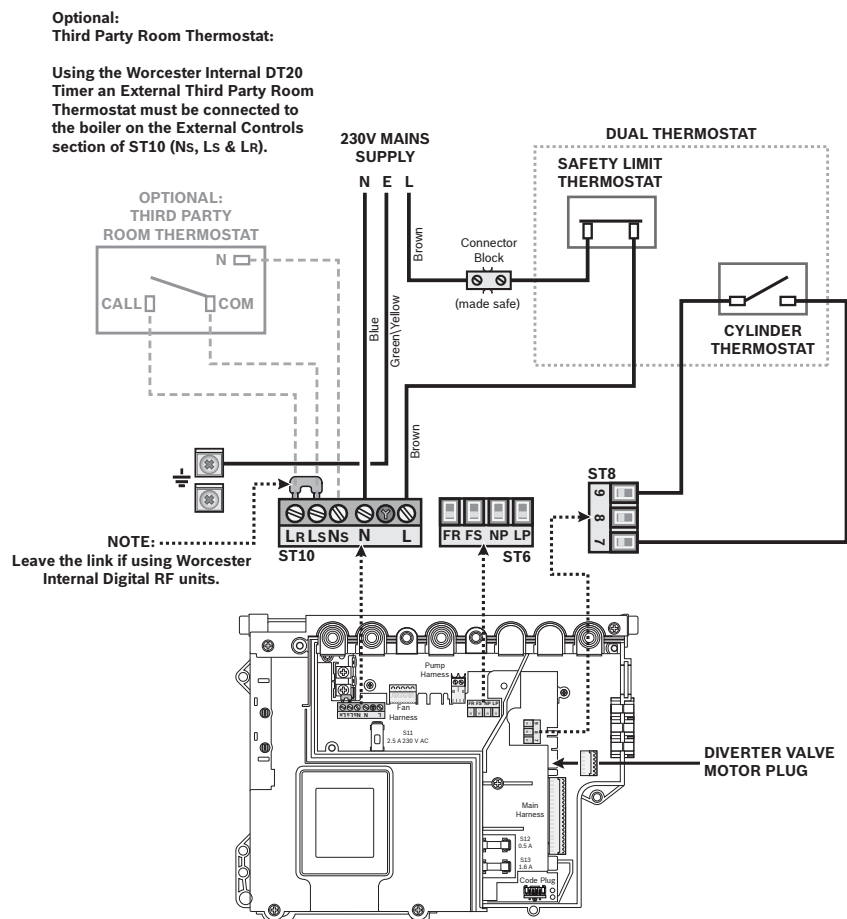 Optional:
Third Party Room Thermostat:
Using the Worcester Internal DT20
Timer an External Third Party Room
Thermostat must be connected to
the boiler on the External Controls
section of ST10 (Ns, Ls & LR).
230V MAINS
SUPPLY
N E L
DUAL THERMOSTAT
SAFETY LIMIT
THERMOSTAT
OPTIONAL:
THIRD PARTY
ROOM THERMOSTAT
N
CALL
COM
Brown
Connector
Block
(made safe)
CYLINDER
THERMOSTAT
Blue
Green\Yellow
Brown
ST8
9
8
7
LR LS NS N L
ST10
FR FS NP LP
ST6
NOTE:
Leave the link if using Worcester
Internal Digital RF units.
Pump
Harness
Fan
Harness
FR FS NP LP
S11
2.5 A 230 V AC
DIVERTER VALVE
MOTOR PLUG
Main
Harness
S12
0.5 A
S13
1.6 A
Code Plug